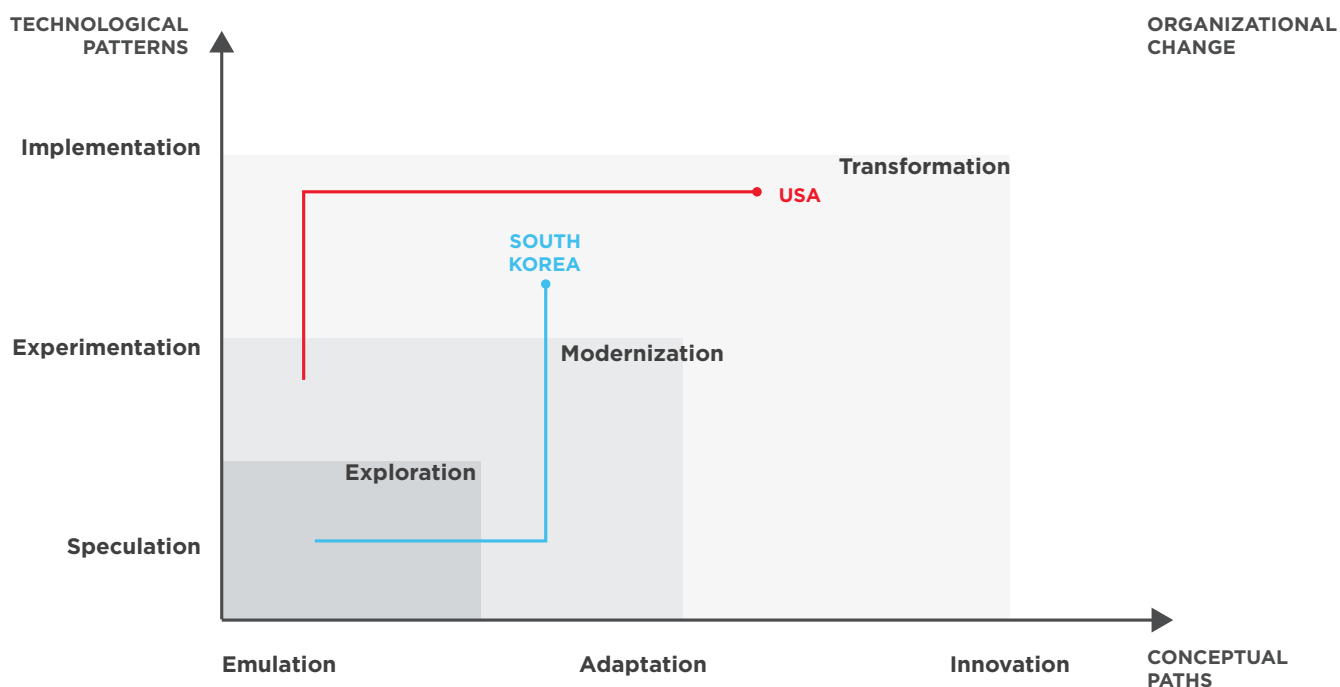 TECHNOLOGICAL
PATTERNS
ORGANIZATIONAL
CHANGE
Implementation
Transformation
USA
SOUTH
KOREA
Experimentation
Modernization
Exploration
Speculation
Emulation
Adaptation
Innovation
CONCEPTUAL
PATHS